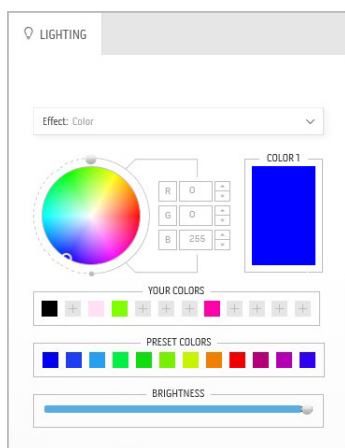 LIGHTING
Effect: Color
COLOR 1
R 0
G 0
B 255
YOUR COLORS
PRESET COLORS
BRIGHTNESS